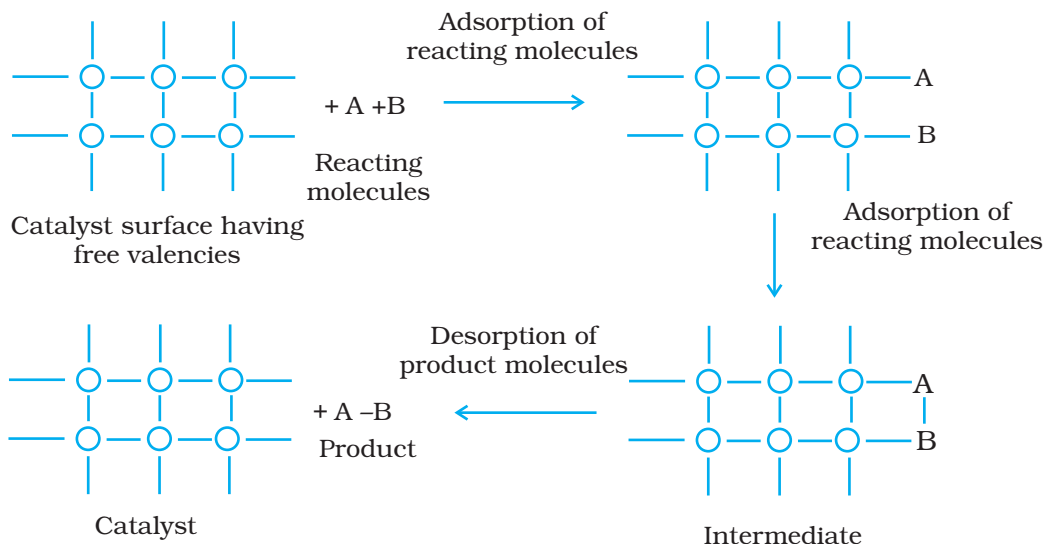 Adsorption of
reacting molecules
+ A +B
Reacting
molecules
Catalyst surface having
free valencies
A
B
Adsorption of
reacting molecules
Desorption of
product molecules
+ A –B
Product
Catalyst
A
B
Intermediate